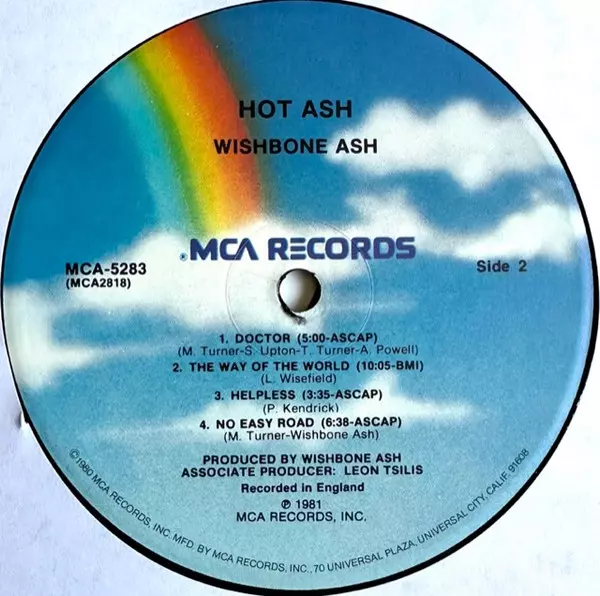 HOT ASH
WISHBONE ASH
MCA RECORDS
MCA-5283
(MCA2818)
Side 2
1. DOCTOR (5:00-ASCAP)
(M. Turner-S. Upton-T. Turner-A. Powell)
2. THE WAY OF THE WORLD (10:05-BMI)
(L. Wisefield)
3. HELPLESS (3:35-ASCAP)
(P. Kendrick)
4. NO EASY ROAD (6:38-ASCAP)
(M. Turner-Wishbone Ash)
PRODUCED BY WISHBONE ASH
ASSOCIATE PRODUCER: LEON TSILIS
Recorded in England
℗ 1981
MCA RECORDS, INC.
©1980 MCA RECORDS, INC. MFD. BY MCA RECORDS, INC., 70 UNIVERSAL PLAZA, UNIVERSAL CITY, CALIF. 91608